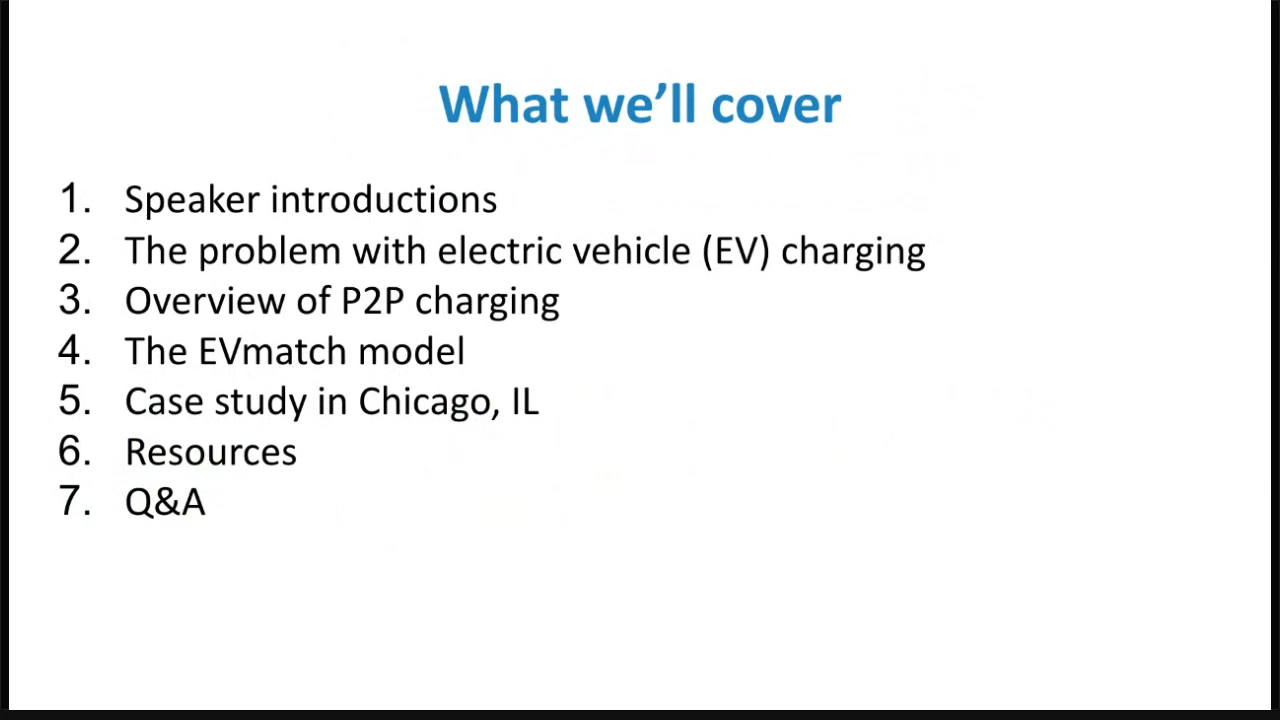 What we’ll cover
1. Speaker introductions
2. The problem with electric vehicle (EV) charging
3. Overview of P2P charging
4. The EVmatch model
5. Case study in Chicago, IL
6. Resources
7. Q&A